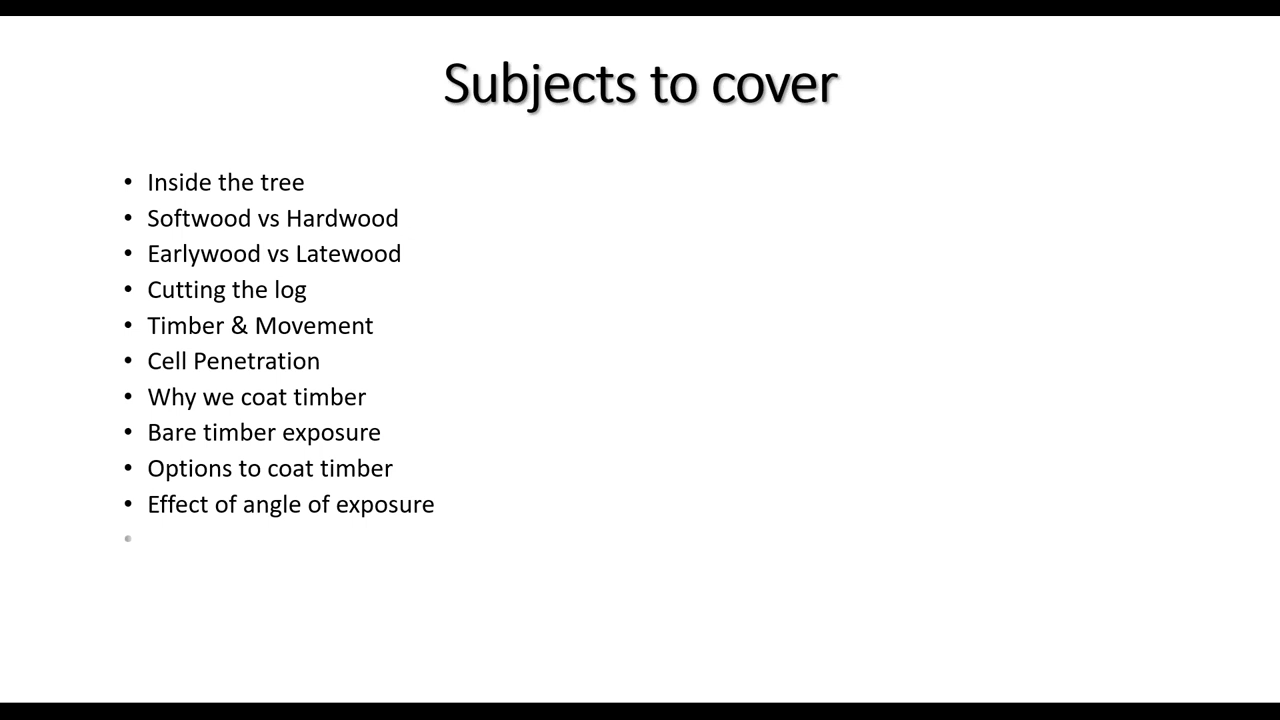 Subjects to cover
• Inside the tree
• Softwood vs Hardwood
• Earlywood vs Latewood
• Cutting the log
• Timber & Movement
• Cell Penetration
• Why we coat timber
• Bare timber exposure
• Options to coat timber
• Effect of angle of exposure
•